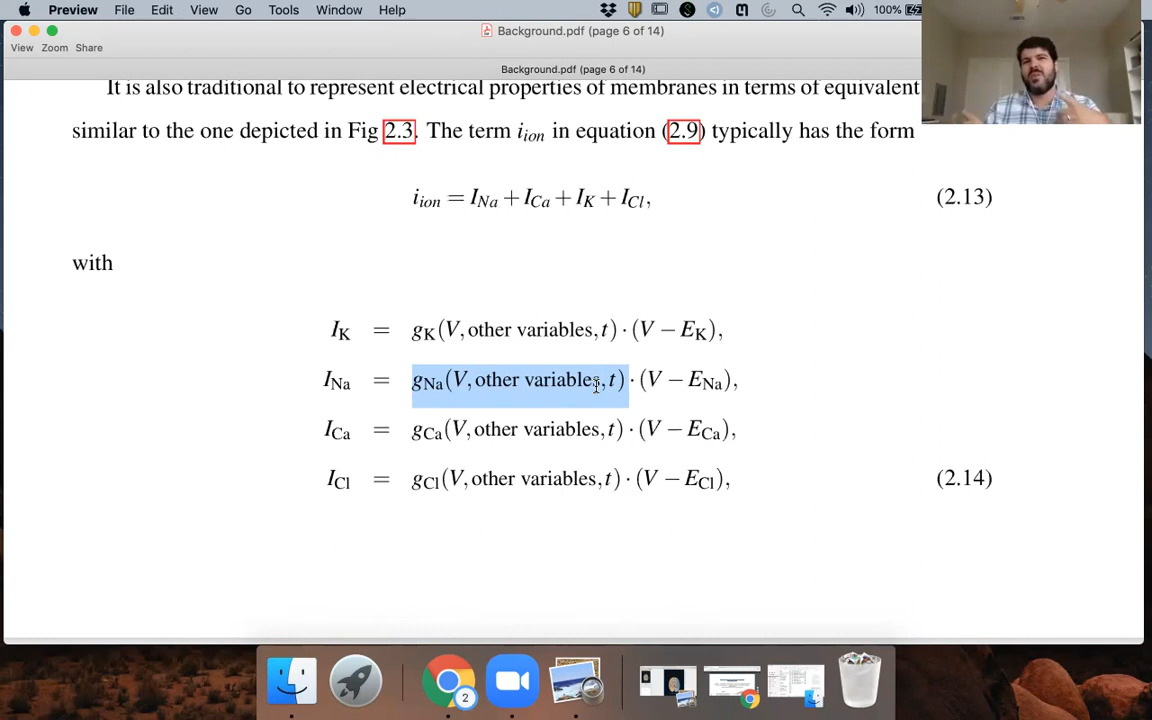 Preview File Edit View Go Tools Window Help 100%
Background.pdf (page 6 of 14)
View Zoom Share
Background.pdf (page 6 of 14)
It is also traditional to represent electrical properties of membranes in terms of equivalent
similar to the one depicted in Fig 2.3. The term i_ion in equation (2.9) typically has the form
i_ion = I_Na + I_Ca + I_K + I_Cl, (2.13)
with
I_K = g_K(V, other variables, t) · (V − E_K),
I_Na = g_Na(V, other variables, t) · (V − E_Na),
I_Ca = g_Ca(V, other variables, t) · (V − E_Ca),
I_Cl = g_Cl(V, other variables, t) · (V − E_Cl), (2.14)
2